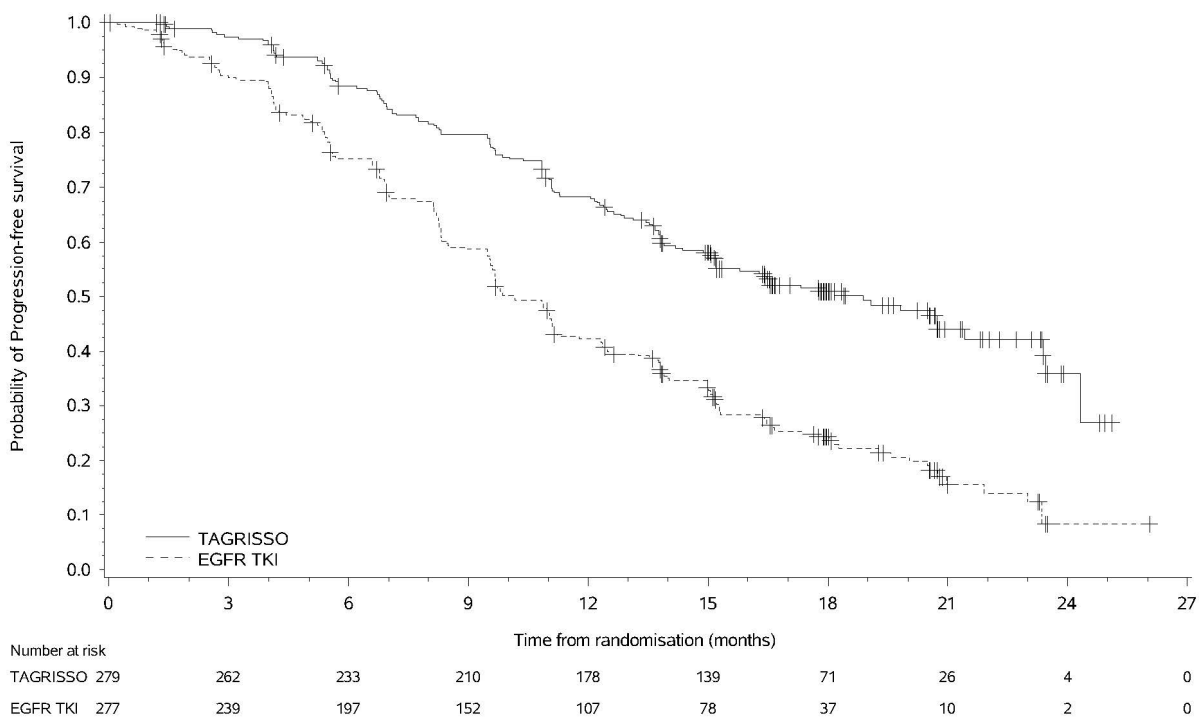 Probability of Progression-free survival
1.0
0.9
0.8
0.7
0.6
0.5
0.4
0.3
0.2
0.1
0.0
TAGRISSO
EGFR TKI
0 3 6 9 12 15 18 21 24 27
Time from randomisation (months)
Number at risk
TAGRISSO 279 262 233 210 178 139 71 26 4 0
EGFR TKI 277 239 197 152 107 78 37 10 2 0